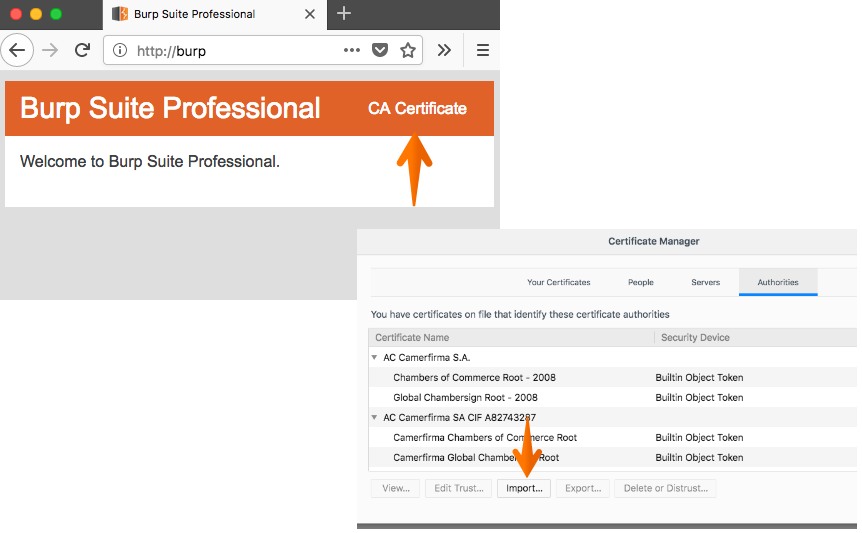 Burp Suite Professional
http://burp
Burp Suite Professional
CA Certificate
Welcome to Burp Suite Professional.
Certificate Manager
Your Certificates People Servers Authorities
You have certificates on file that identify these certificate authorities
Certificate Name Security Device
AC Camerfirma S.A.
Chambers of Commerce Root - 2008 Builtin Object Token
Global Chambersign Root - 2008 Builtin Object Token
AC Camerfirma SA CIF A82743287
Camerfirma Chambers of Commerce Root Builtin Object Token
Camerfirma Global Root Builtin Object Token
View... Edit Trust... Import... Export... Delete or Distrust...